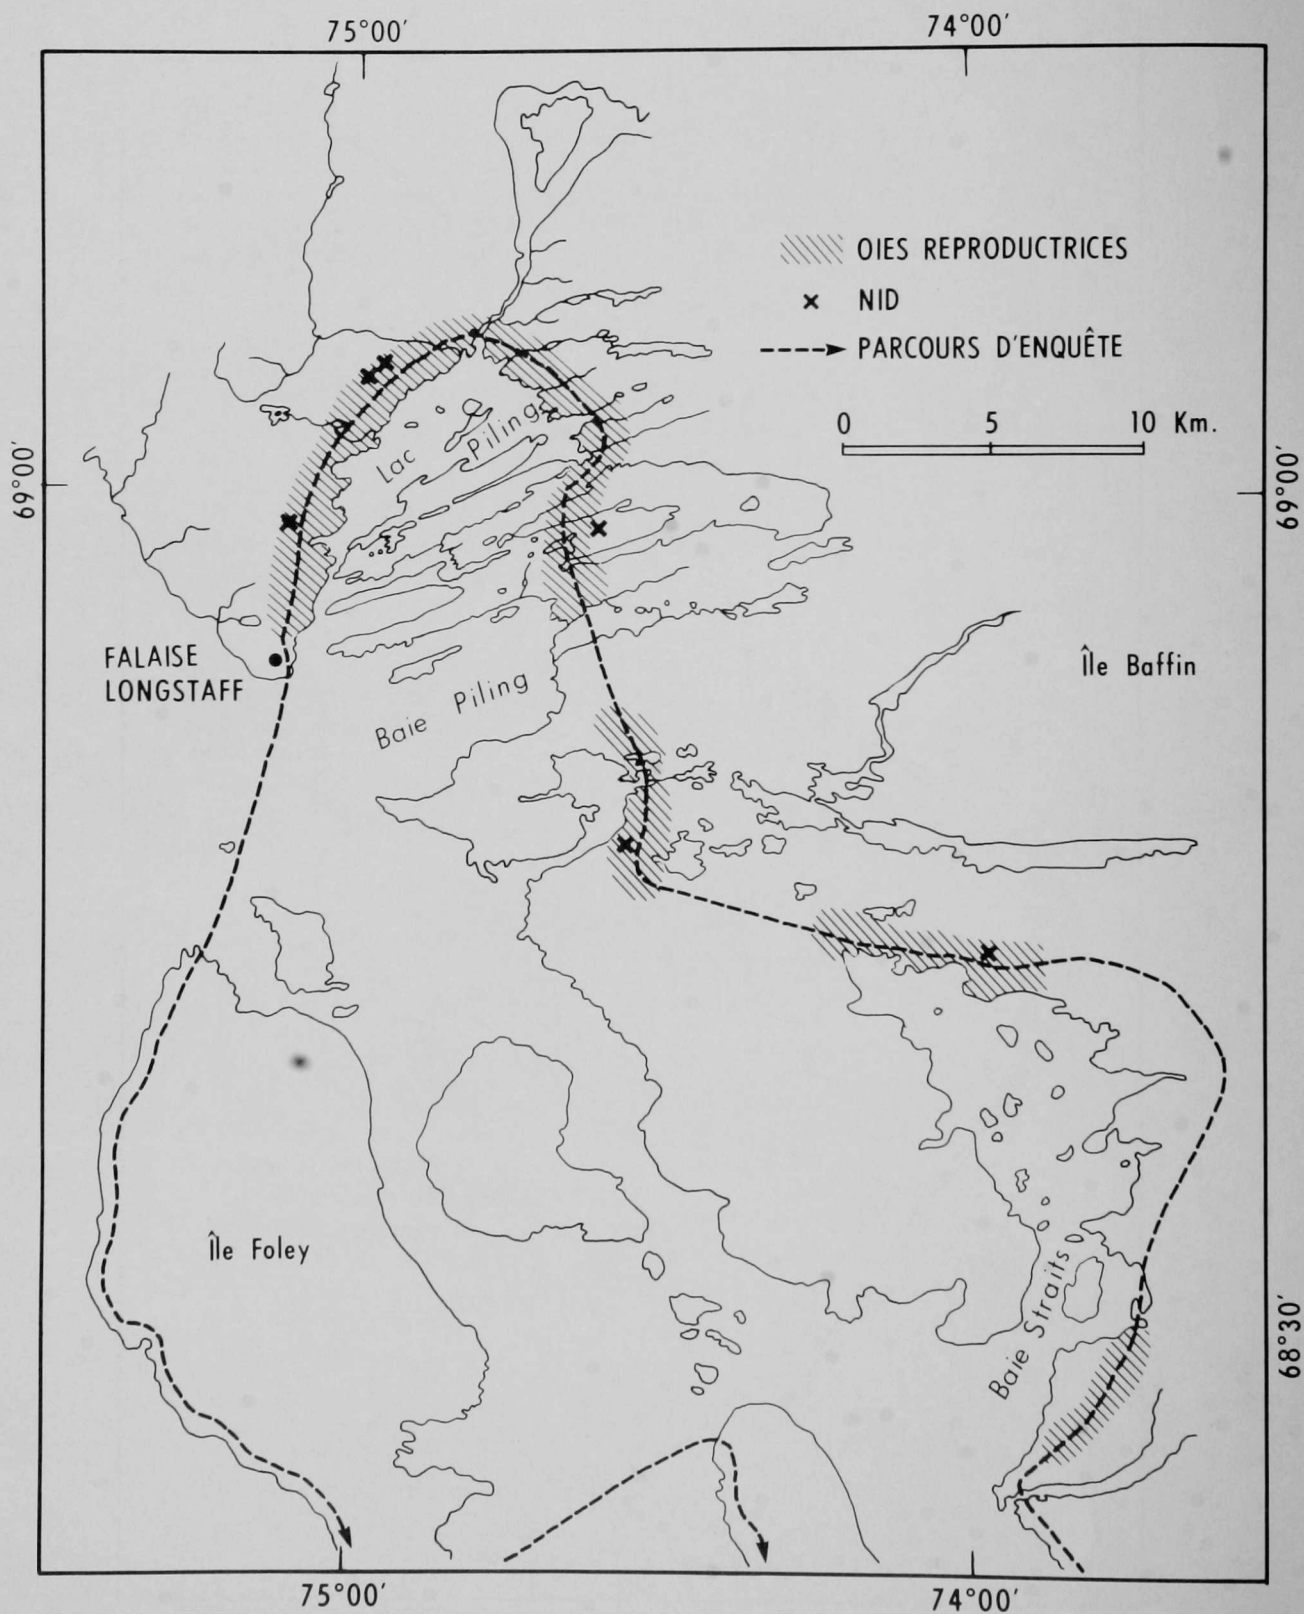 75°00′ 74°00′
OIES REPRODUCTRICES
NID
PARCOURS D'ENQUÊTE
0 5 10 Km.
Lac Piling
69°00′ 69°00′
FALAISE
LONGSTAFF
Île Baffin
Baie Piling
Île Foley
Baie Straits
68°30′
75°00′ 74°00′